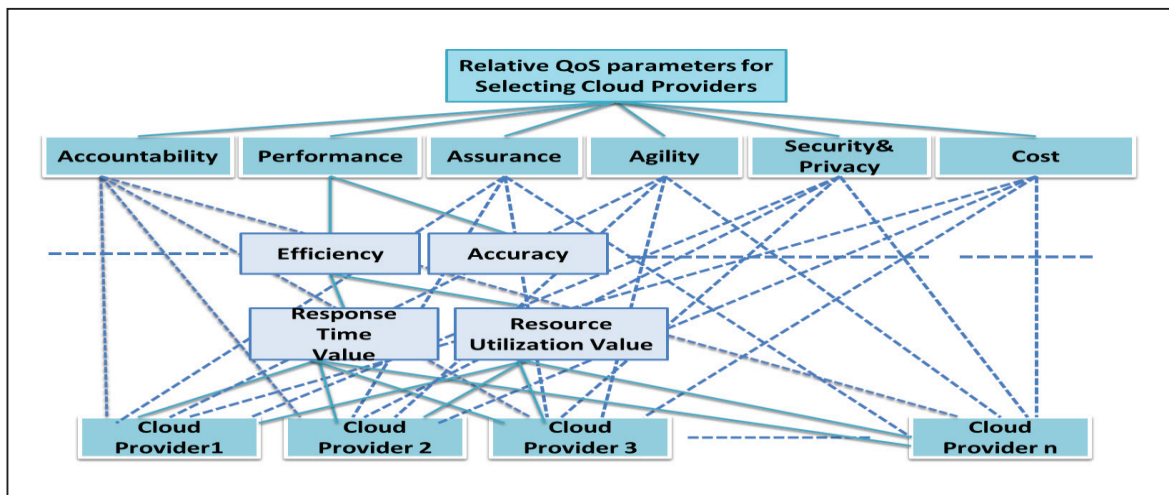 Relative QoS parameters for
Selecting Cloud Providers
Accountability
Performance
Assurance
Agility
Security&
Privacy
Cost
Efficiency
Accuracy
Response
Time
Value
Resource
Utilization Value
Cloud
Provider1
Cloud
Provider 2
Cloud
Provider 3
Cloud
Provider n